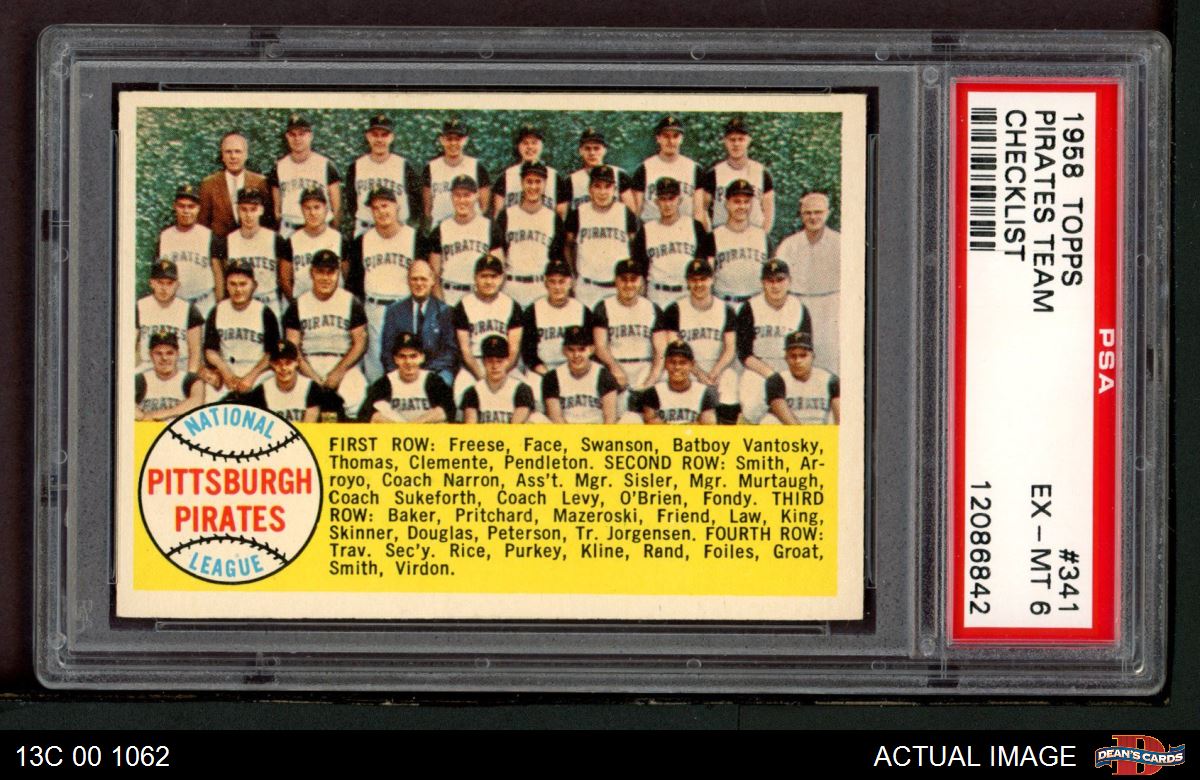 NATIONAL
PITTSBURGH
PIRATES
LEAGUE
FIRST ROW: Freese, Face, Swanson, Batboy Vantosky,
Thomas, Clemente, Pendleton. SECOND ROW: Smith, Ar-
royo, Coach Narron, Ass't. Mgr. Sisler, Mgr. Murtaugh,
Coach Sukeforth, Coach Levy, O'Brien, Fondy. THIRD
ROW: Baker, Pritchard, Mazeroski, Friend, Law, King,
Skinner, Douglas, Peterson, Tr. Jorgensen. FOURTH ROW:
Trav. Sec'y. Rice, Purkey, Kline, Rand, Foiles, Groat,
Smith, Virdon.
PSA
1958 TOPPS #341
PIRATES TEAM EX-MT 6
CHECKLIST 12086842
13C 00 1062
ACTUAL IMAGE
DEAN'S CARDS